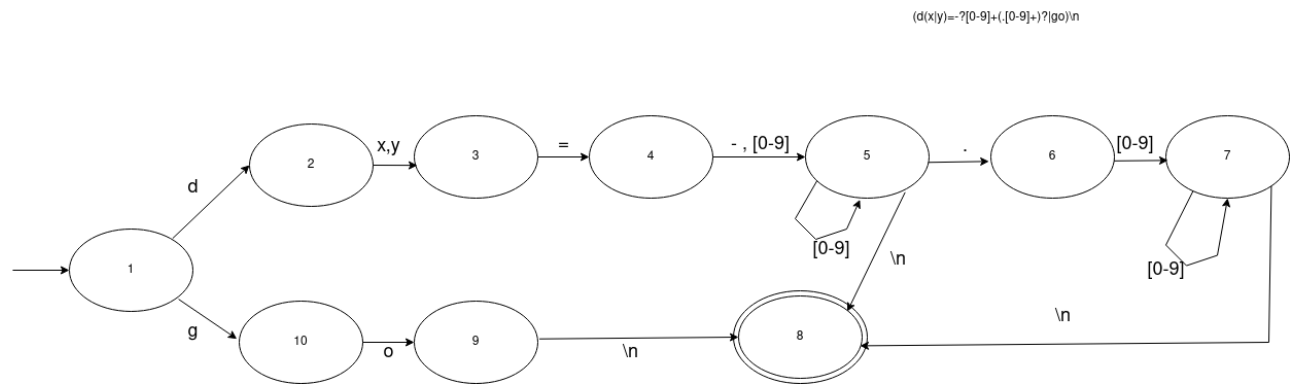 (d(x|y)=-?[0-9]+(.[0-9]+)?|go)\n
x,y
=
- , [0-9]
.
[0-9]
2
3
4
5
6
7
d
[0-9]
[0-9]
\n
1
\n
g
10
o
9
\n
8